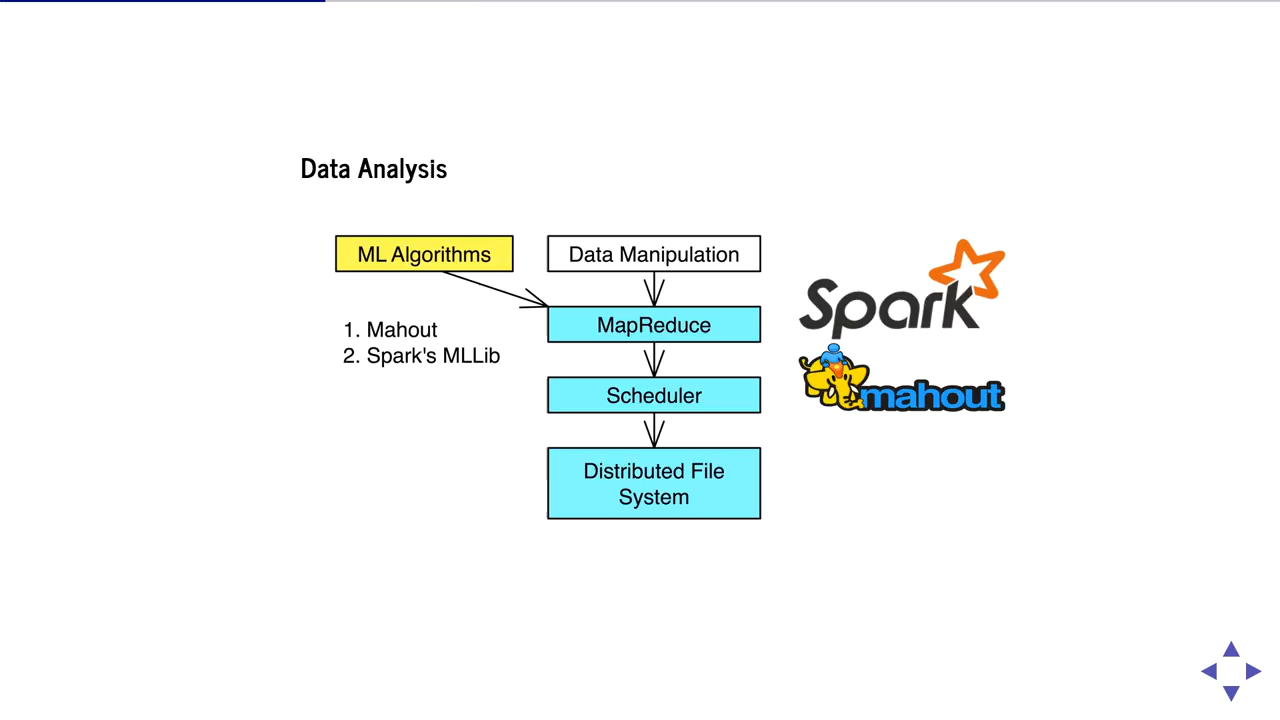 Data Analysis
ML Algorithms
Data Manipulation
MapReduce
1. Mahout
2. Spark's MLLib
Scheduler
Distributed File
System
Spark
mahout